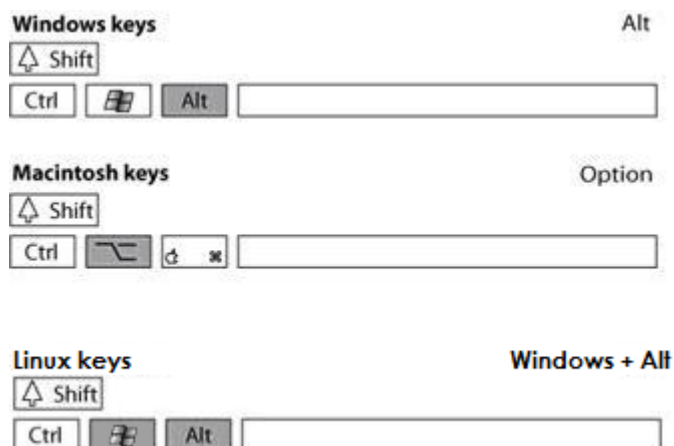 Windows keys Alt
Shift
Ctrl Alt
Macintosh keys Option
Shift
Ctrl ⌥ ⌘
Linux keys Windows + Alt
Shift
Ctrl Alt